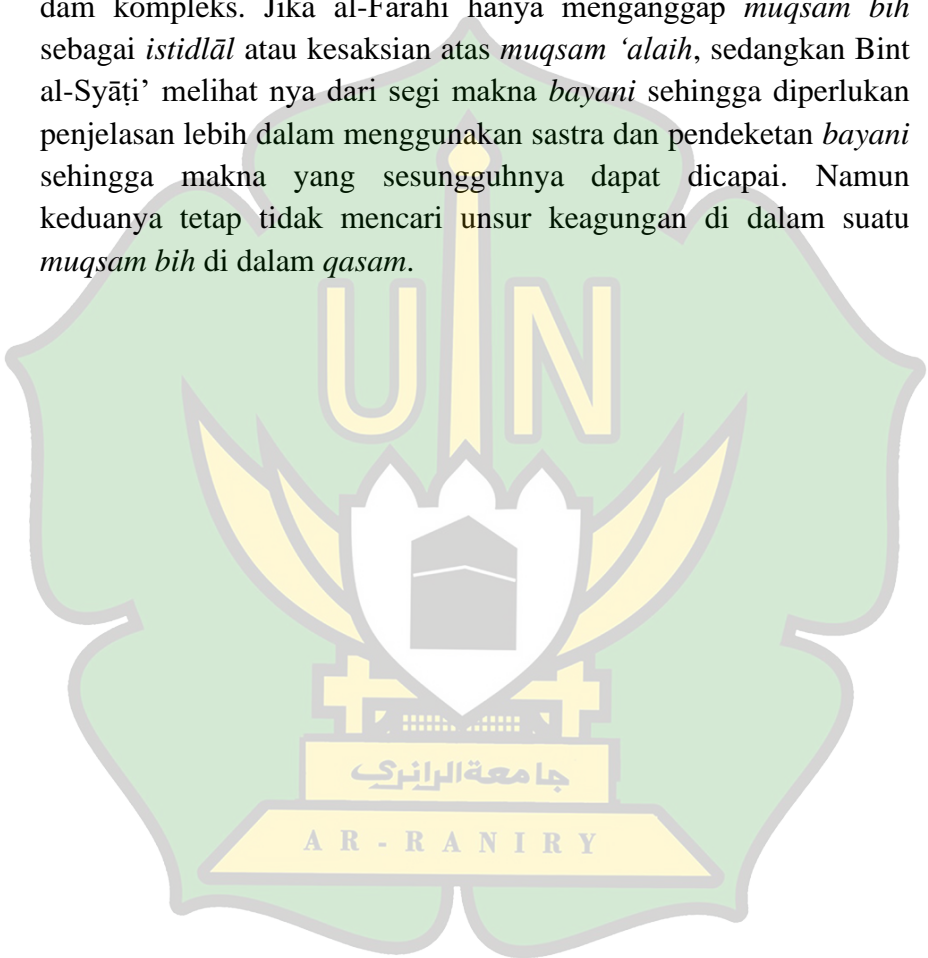 dam kompleks. Jika al-Farahi hanya menganggap muqsam bih
sebagai istidlāl atau kesaksian atas muqsam ‘alaih, sedangkan Bint
al-Syāṭi’ melihat nya dari segi makna bayani sehingga diperlukan
penjelasan lebih dalam menggunakan sastra dan pendeketan bayani
sehingga makna yang sesungguhnya dapat dicapai. Namun
keduanya tetap tidak mencari unsur keagungan di dalam suatu
muqsam bih di dalam qasam.
UIN
جامعة الرانري
AR-RANIRY